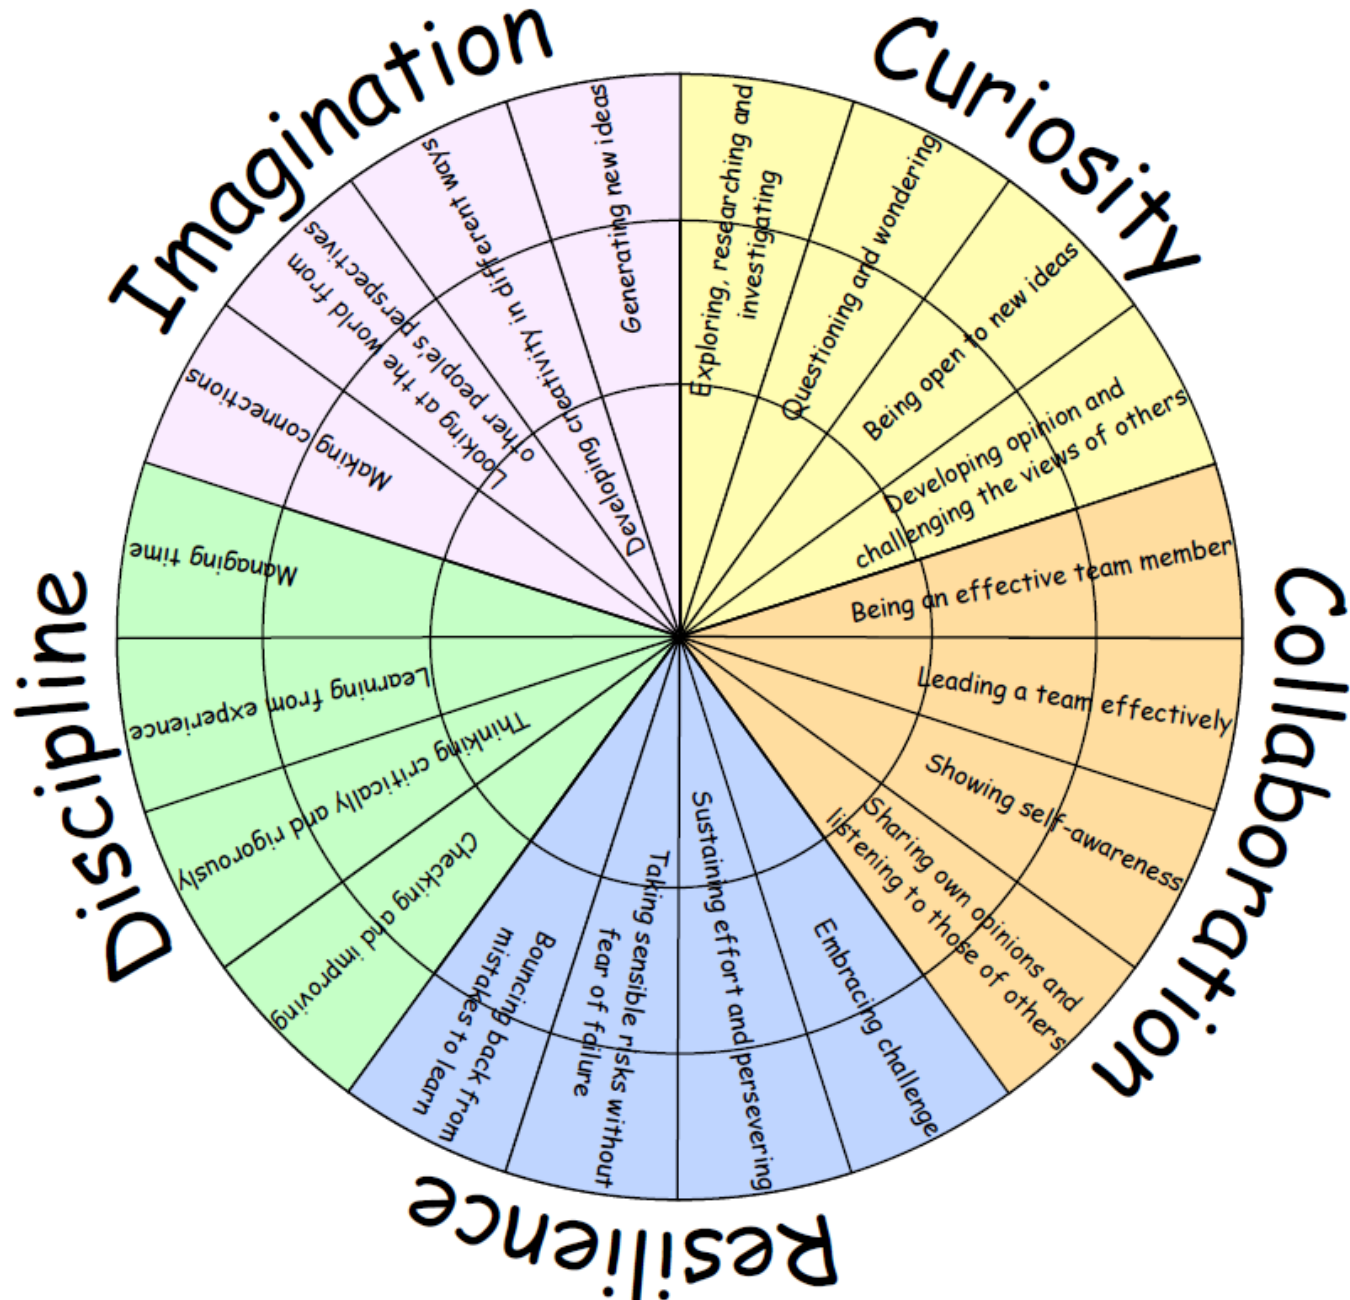 Curiosity
Exploring, researching and
investigating
Questioning and wondering
Being open to new ideas
Developing opinion and
challenging the views of others
Collaboration
Being an effective team member
Leading a team effectively
Showing self-awareness
Sharing own opinions and
listening to those of others
Resilience
Embracing challenge
Sustaining effort and persevering
Taking sensible risks without
fear of failure
Bouncing back from
mistakes to learn
Discipline
Checking and improving
Thinking critically and rigorously
Learning from experience
Managing time
Imagination
Making connections
Looking at the world from
other people's perspectives
Developing creativity in different ways
Generating new ideas